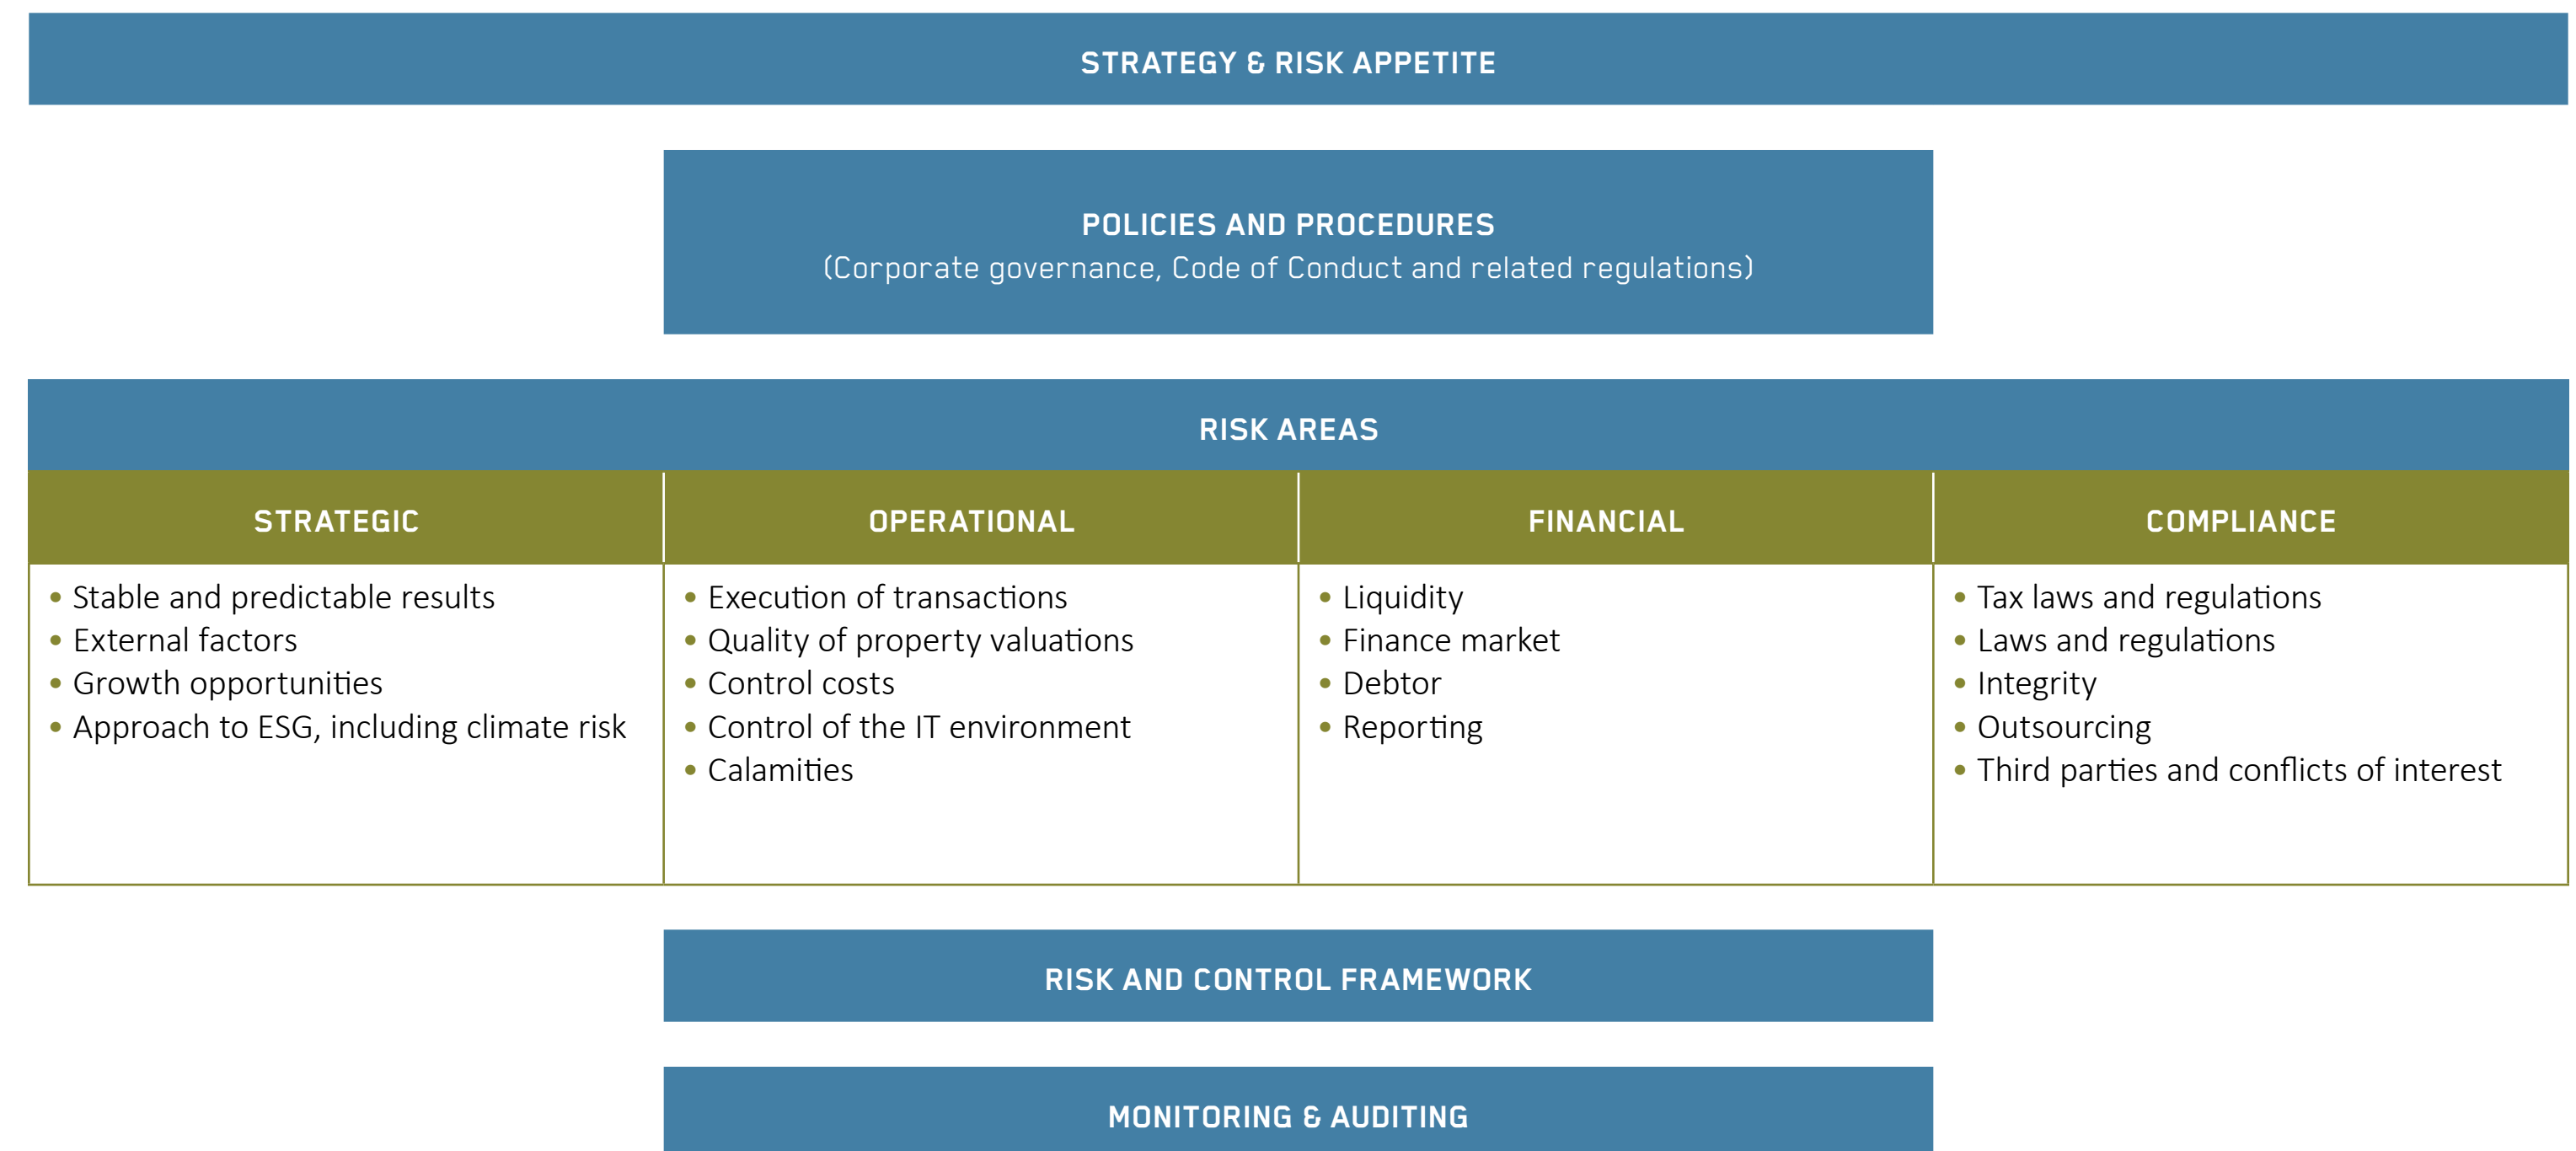 STRATEGY & RISK APPETITE
POLICIES AND PROCEDURES
(Corporate governance, Code of Conduct and related regulations)
RISK AREAS
STRATEGIC
• Stable and predictable results
• External factors
• Growth opportunities
• Approach to ESG, including climate risk
OPERATIONAL
• Execution of transactions
• Quality of property valuations
• Control costs
• Control of the IT environment
• Calamities
FINANCIAL
• Liquidity
• Finance market
• Debtor
• Reporting
COMPLIANCE
• Tax laws and regulations
• Laws and regulations
• Integrity
• Outsourcing
• Third parties and conflicts of interest
RISK AND CONTROL FRAMEWORK
MONITORING & AUDITING